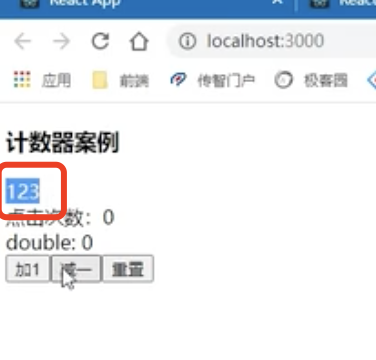 React App
React
localhost:3000
应用 前端 传智门户 极客园
计数器案例
123
点击次数：0
double: 0
加1 减一 重置